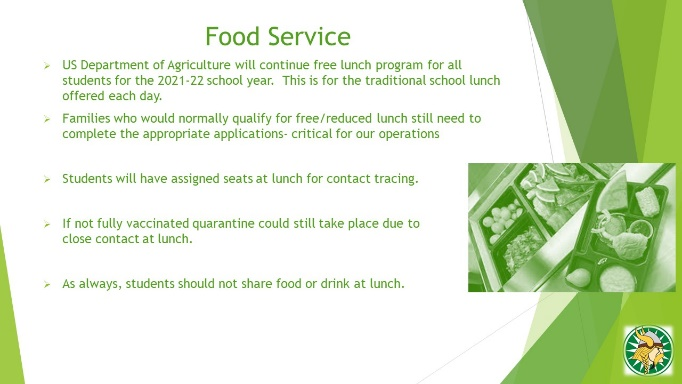 Food Service
US Department of Agriculture will continue free lunch program for all
students for the 2021-22 school year.  This is for the traditional school lunch
offered each day.
Families who would normally qualify for free/reduced lunch still need to
complete the appropriate applications- critical for our operations
Students will have assigned seats at lunch for contact tracing.
If not fully vaccinated quarantine could still take place due to
close contact at lunch.
As always, students should not share food or drink at lunch.